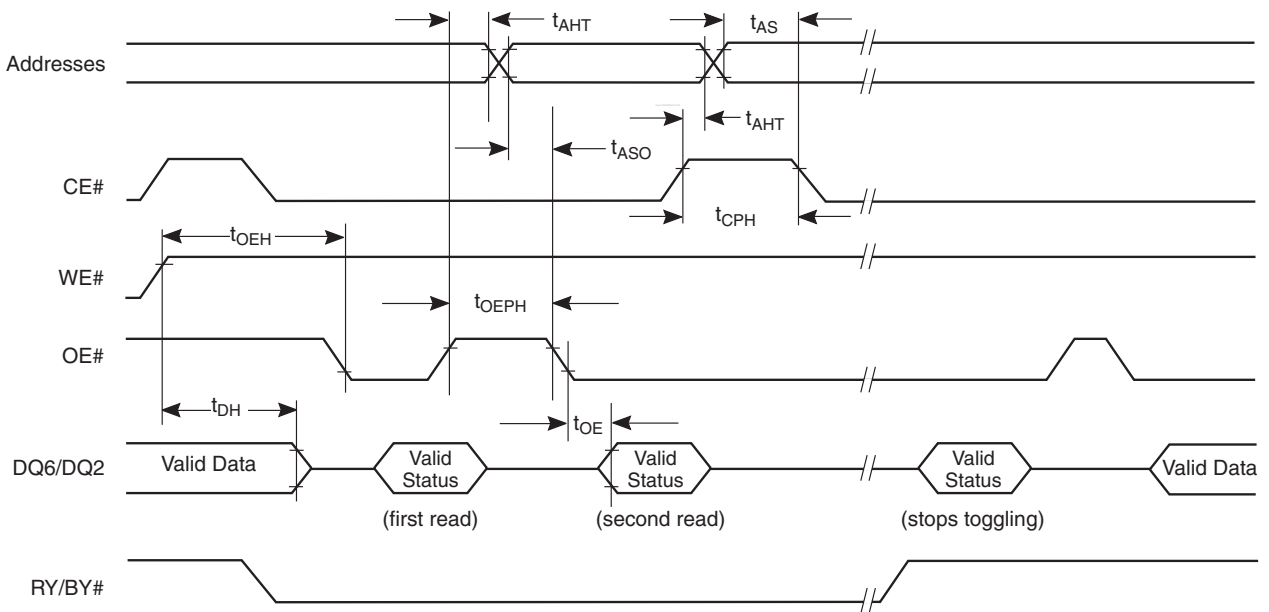 tAHT
tAS
Addresses
tAHT
tASO
CE#
tCPH
tOEH
WE#
tOEPH
OE#
tDH
tOE
DQ6/DQ2
Valid Data
Valid
Status
Valid
Status
Valid
Status
Valid Data
(first read)
(second read)
(stops toggling)
RY/BY#